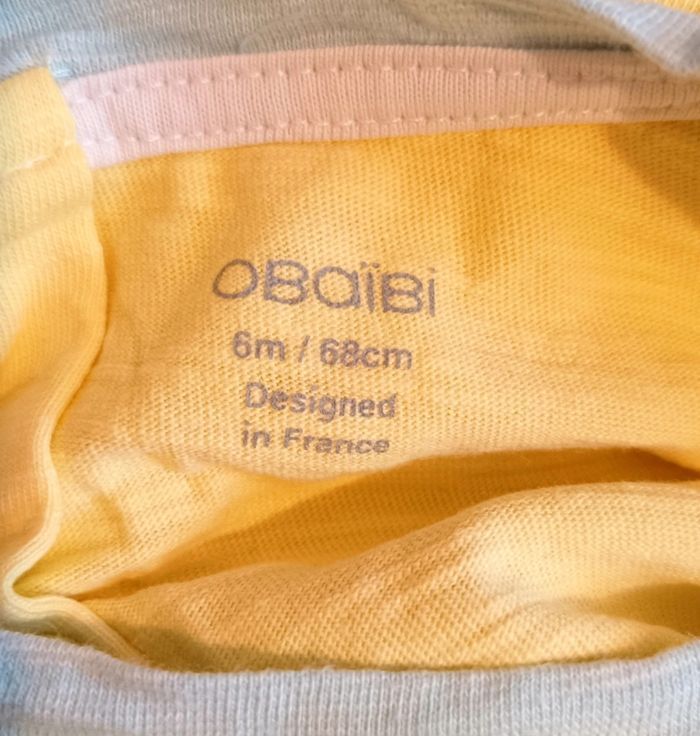 OBaïBi
6m / 68cm
Designed
in France